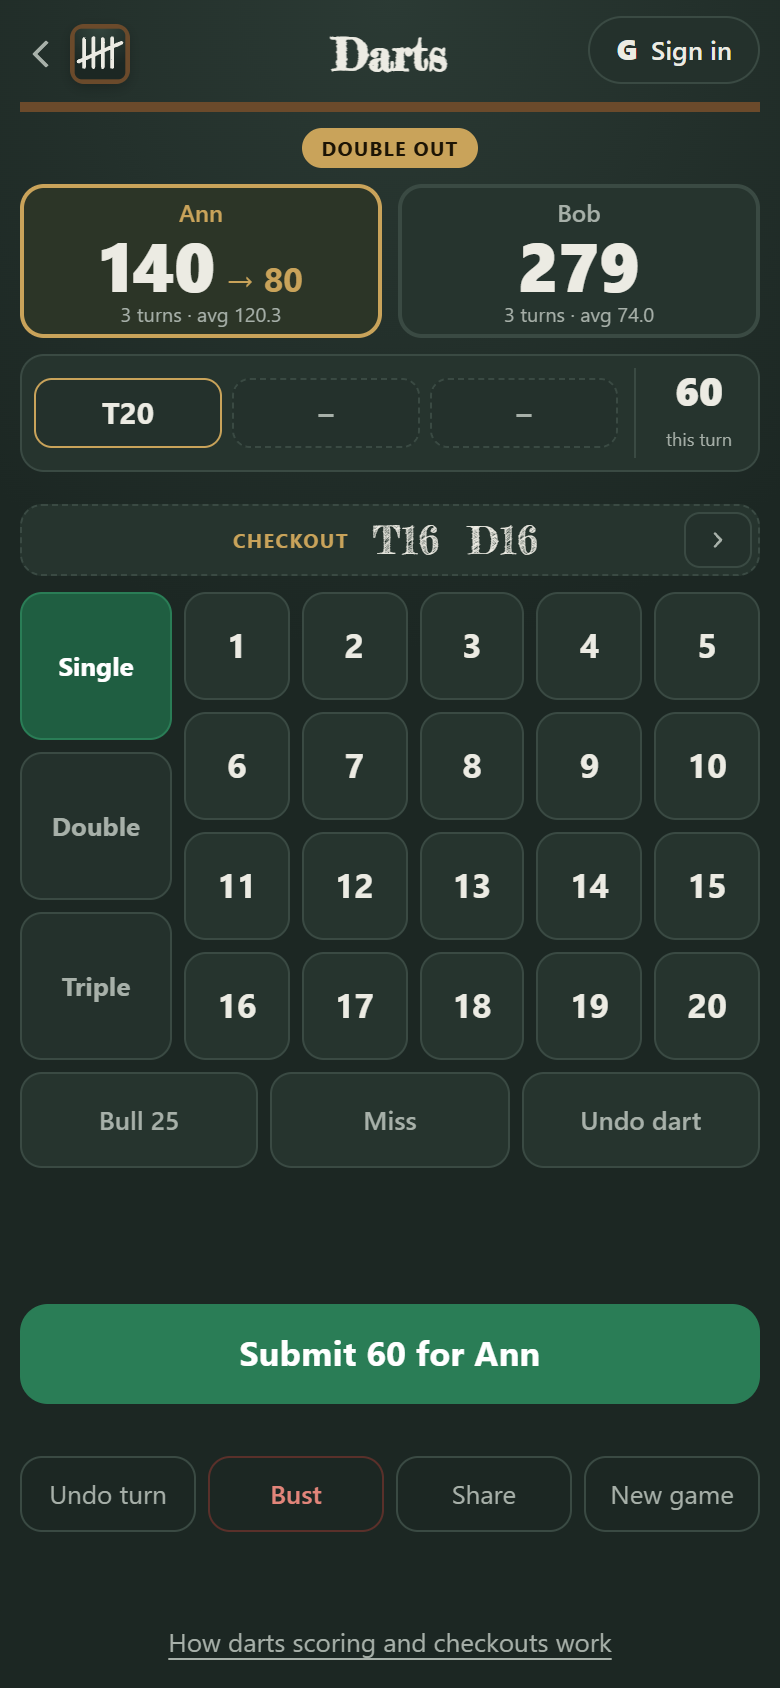 Darts
G Sign in
DOUBLE OUT
Ann
140 → 80
3 turns · avg 120.3
Bob
279
3 turns · avg 74.0
T20
–
–
60
this turn
CHECKOUT T16 D16
Single
Double
Triple
1 2 3 4 5
6 7 8 9 10
11 12 13 14 15
16 17 18 19 20
Bull 25
Miss
Undo dart
Submit 60 for Ann
Undo turn
Bust
Share
New game
How darts scoring and checkouts work